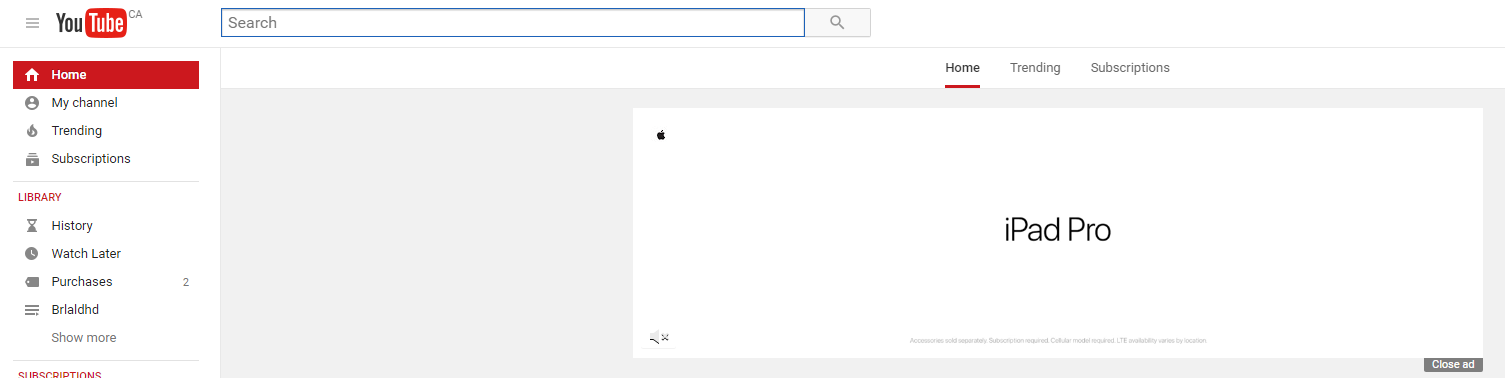 YouTube CA
Search
Home
My channel
Trending
Subscriptions
LIBRARY
History
Watch Later
Purchases 2
Brlaldhd
Show more
SUBSCRIPTIONS
Home Trending Subscriptions
iPad Pro
Accessories sold separately. Subscription required. Cellular model required. LTE availability varies by location.
Close ad